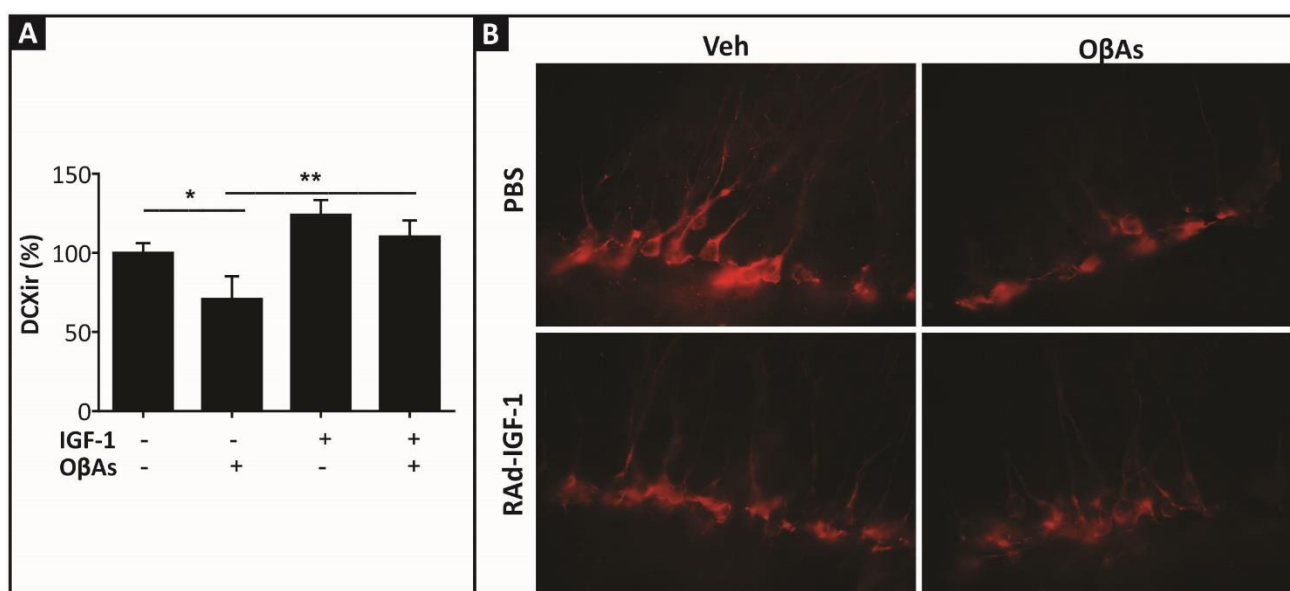 A
B
Veh
OβAs
PBS
RAd-IGF-1
DCXir (%)
150
100
50
0
*
**
IGF-1 - - + +
OβAs - + - +